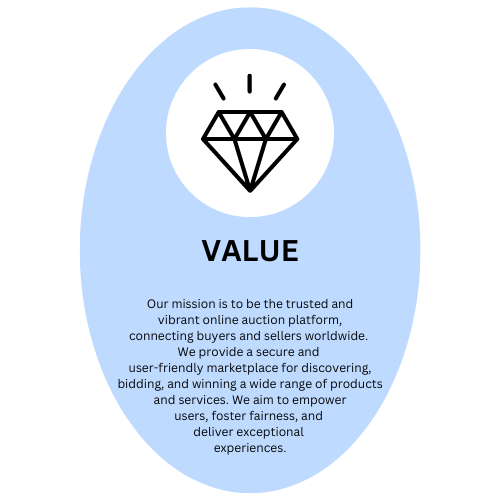 VALUE
Our mission is to be the trusted and
vibrant online auction platform,
connecting buyers and sellers worldwide.
We provide a secure and
user-friendly marketplace for discovering,
bidding, and winning a wide range of products
and services. We aim to empower
users, foster fairness, and
deliver exceptional
experiences.